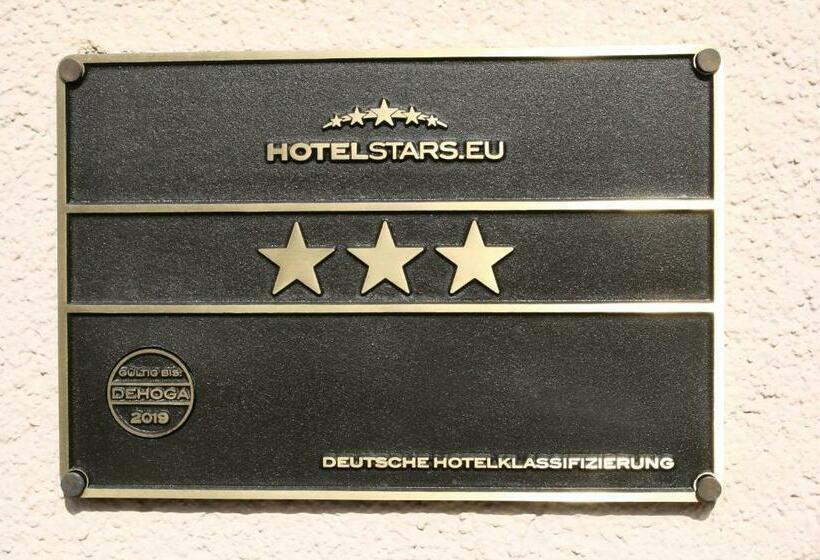 HOTELSTARS.EU
GÜLTIG BIS:
DEHOGA
2019
DEUTSCHE HOTELKLASSIFIZIERUNG